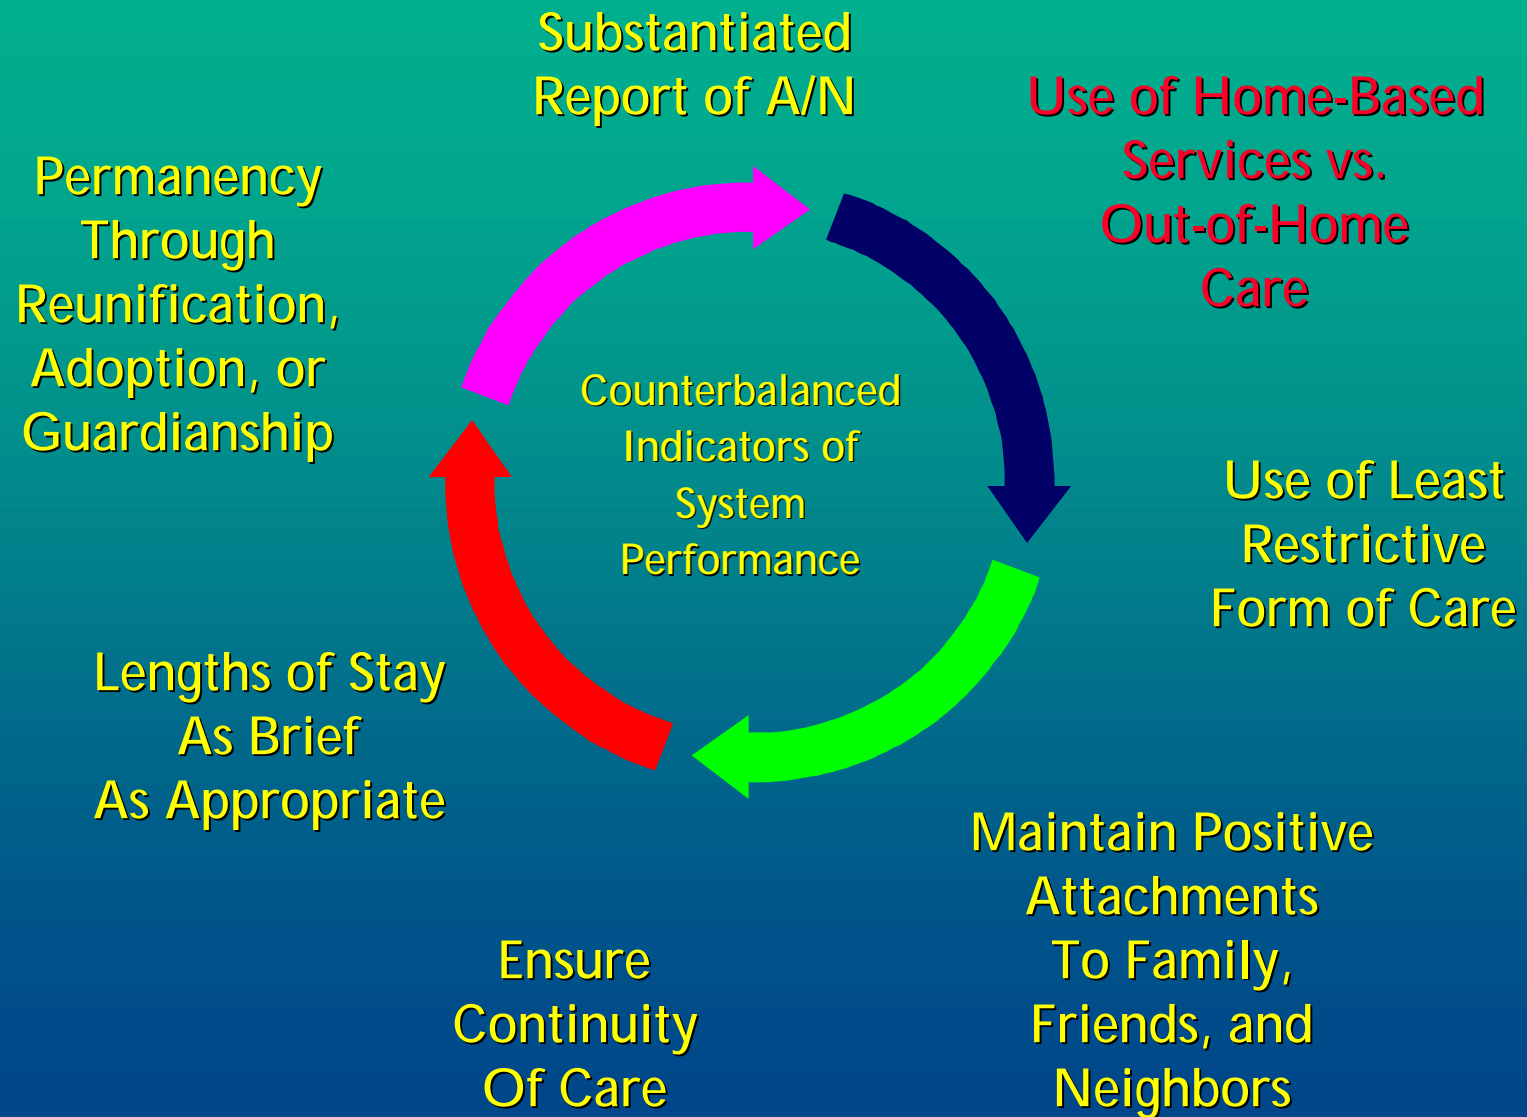 Substantiated
Report of A/N
Use of Home-Based
Services vs.
Out-of-Home
Care
Use of Least
Restrictive
Form of Care
Maintain Positive
Attachments
To Family,
Friends, and
Neighbors
Ensure
Continuity
Of Care
Lengths of Stay
As Brief
As Appropriate
Permanency
Through
Reunification,
Adoption, or
Guardianship
Counterbalanced
Indicators of
System
Performance